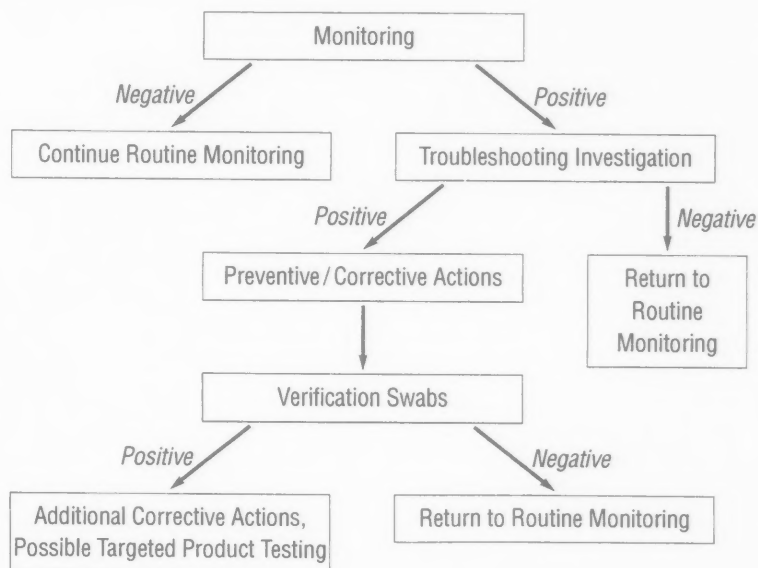 Monitoring
Negative
Positive
Continue Routine Monitoring
Troubleshooting Investigation
Positive
Negative
Preventive/Corrective Actions
Return to
Routine
Monitoring
Verification Swabs
Positive
Negative
Additional Corrective Actions,
Possible Targeted Product Testing
Return to Routine Monitoring